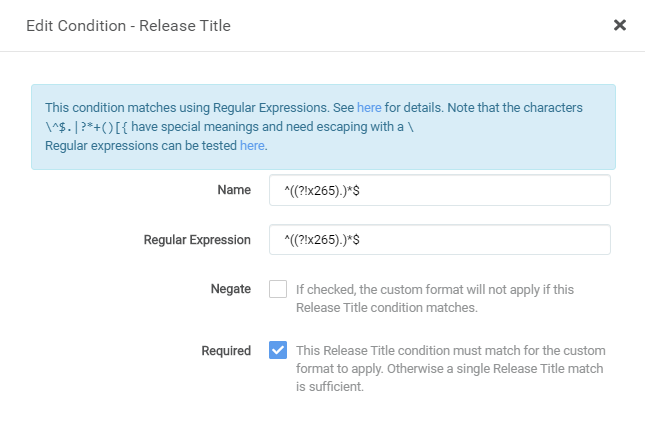 Edit Condition - Release Title
This condition matches using Regular Expressions. See here for details. Note that the characters
\^$.|?*+()[{ have special meanings and need escaping with a \
Regular expressions can be tested here.
Name
^((?!x265).)*$
Regular Expression
^((?!x265).)*$
Negate
If checked, the custom format will not apply if this
Release Title condition matches.
Required
This Release Title condition must match for the custom
format to apply. Otherwise a single Release Title match
is sufficient.